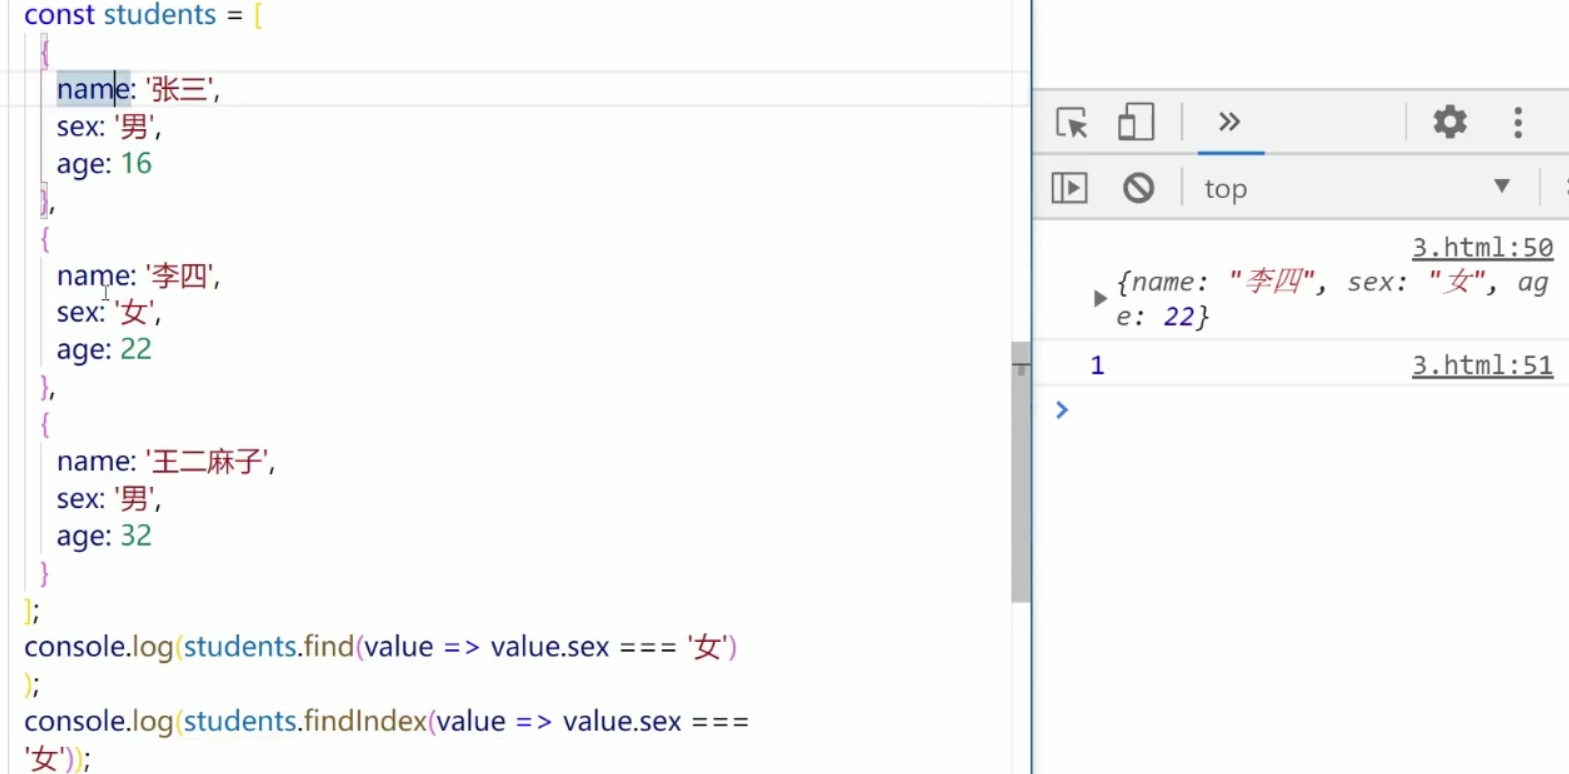 const students = [
{
name: '张三',
sex: '男',
age: 16
},
{
name: '李四',
sex: '女',
age: 22
},
{
name: '王二麻子',
sex: '男',
age: 32
}
];
console.log(students.find(value => value.sex === '女')
);
console.log(students.findIndex(value => value.sex ===
'女'));
top
3.html:50
{name: "李四", sex: "女", ag
e: 22}
1 3.html:51